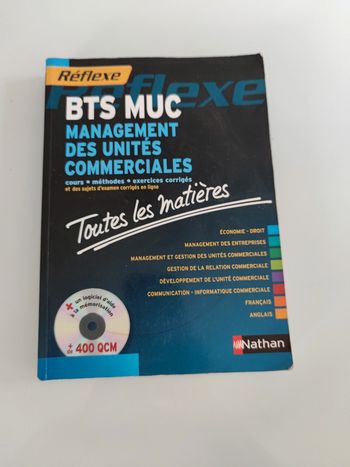 Réflexe
Réflexe
BTS MUC
MANAGEMENT
DES UNITÉS
COMMERCIALES
cours • méthodes • exercices corrigés
et des sujets d'examen corrigés en ligne
Toutes les matières
ÉCONOMIE - DROIT
MANAGEMENT DES ENTREPRISES
MANAGEMENT ET GESTION DES UNITÉS COMMERCIALES
GESTION DE LA RELATION COMMERCIALE
DÉVELOPPEMENT DE L'UNITÉ COMMERCIALE
COMMUNICATION - INFORMATIQUE COMMERCIALE
FRANÇAIS
ANGLAIS
+ un logiciel d'aide
à la mémorisation
+ de 400 QCM
Nathan